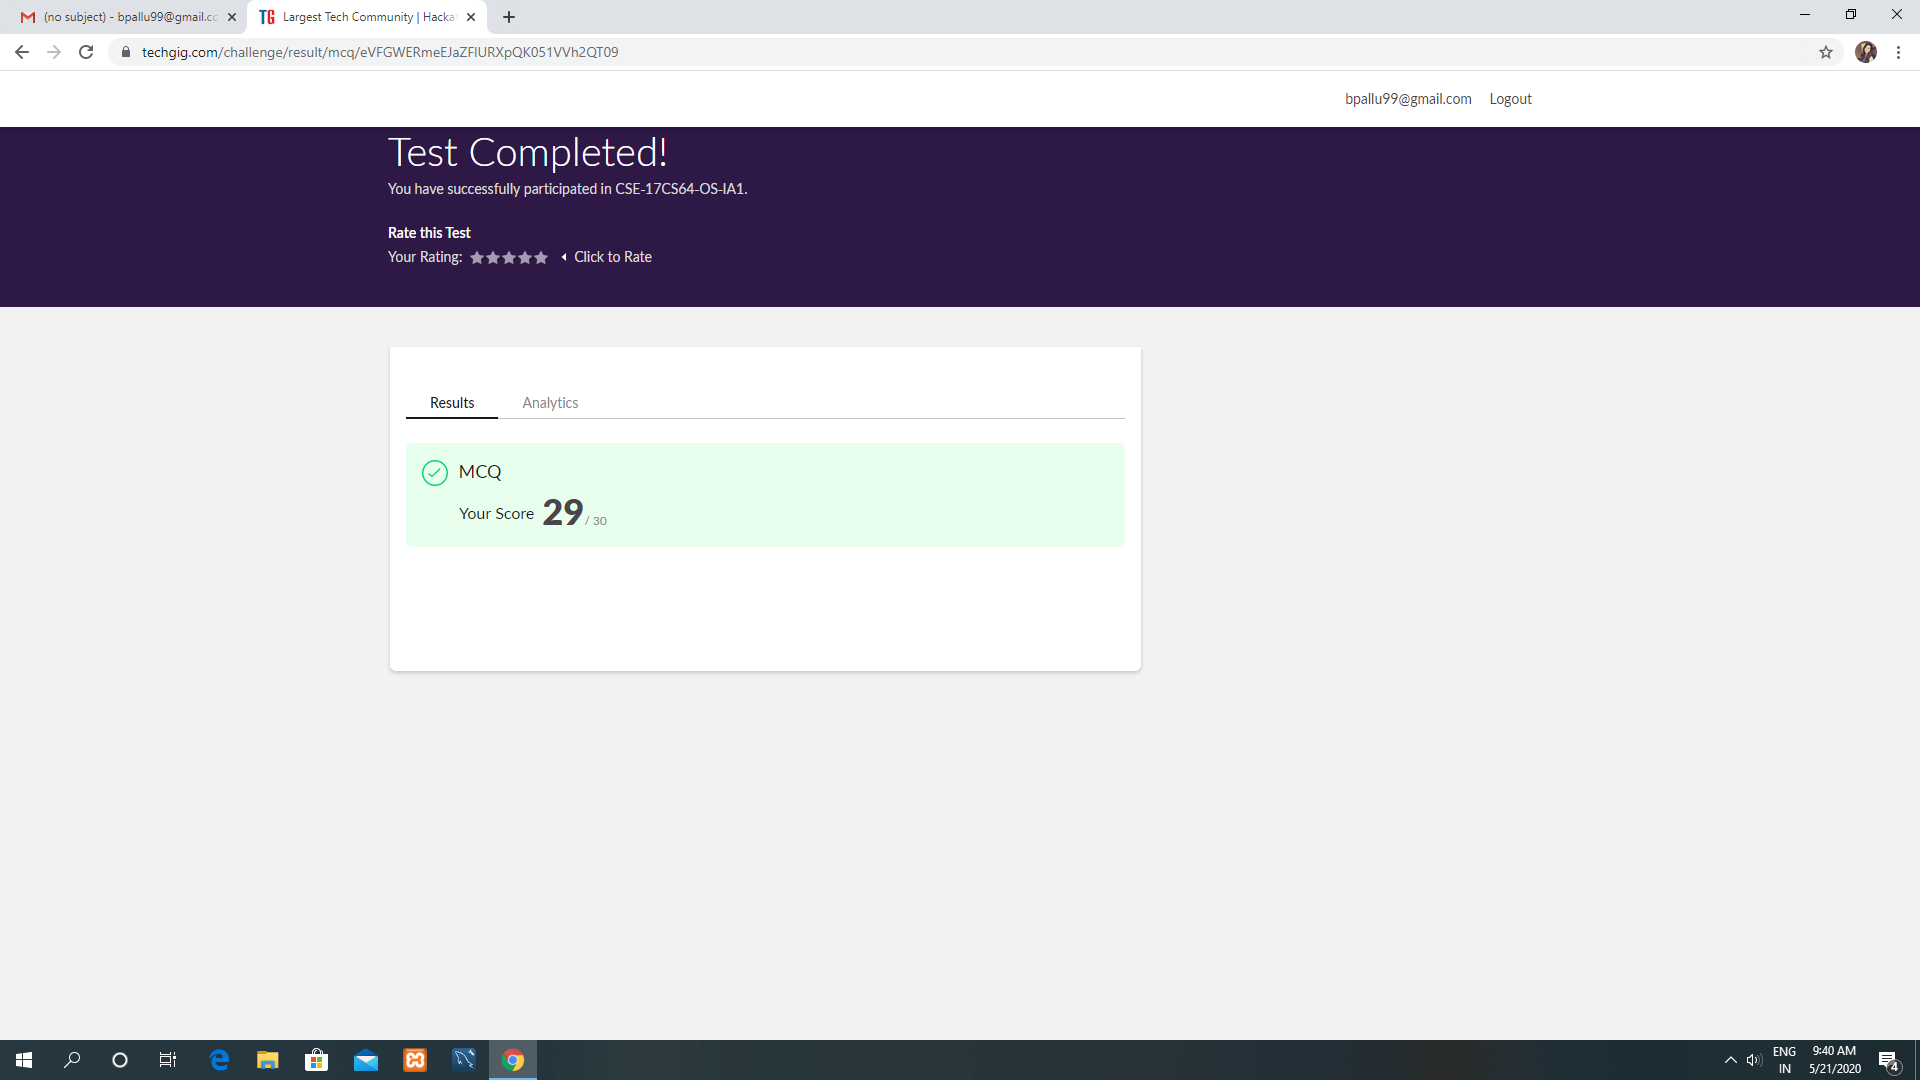 (no subject) - bpallu99@gmail.co
TG Largest Tech Community | Hacka
techgig.com/challenge/result/mcq/eVFGWERmeEJaZFlURXpQK051VVh2QT09
bpallu99@gmail.com Logout
Test Completed!
You have successfully participated in CSE-17CS64-OS-IA1.
Rate this Test
Your Rating: Click to Rate
Results Analytics
MCQ
Your Score 29 / 30
ENG 9:40 AM
IN 5/21/2020
4